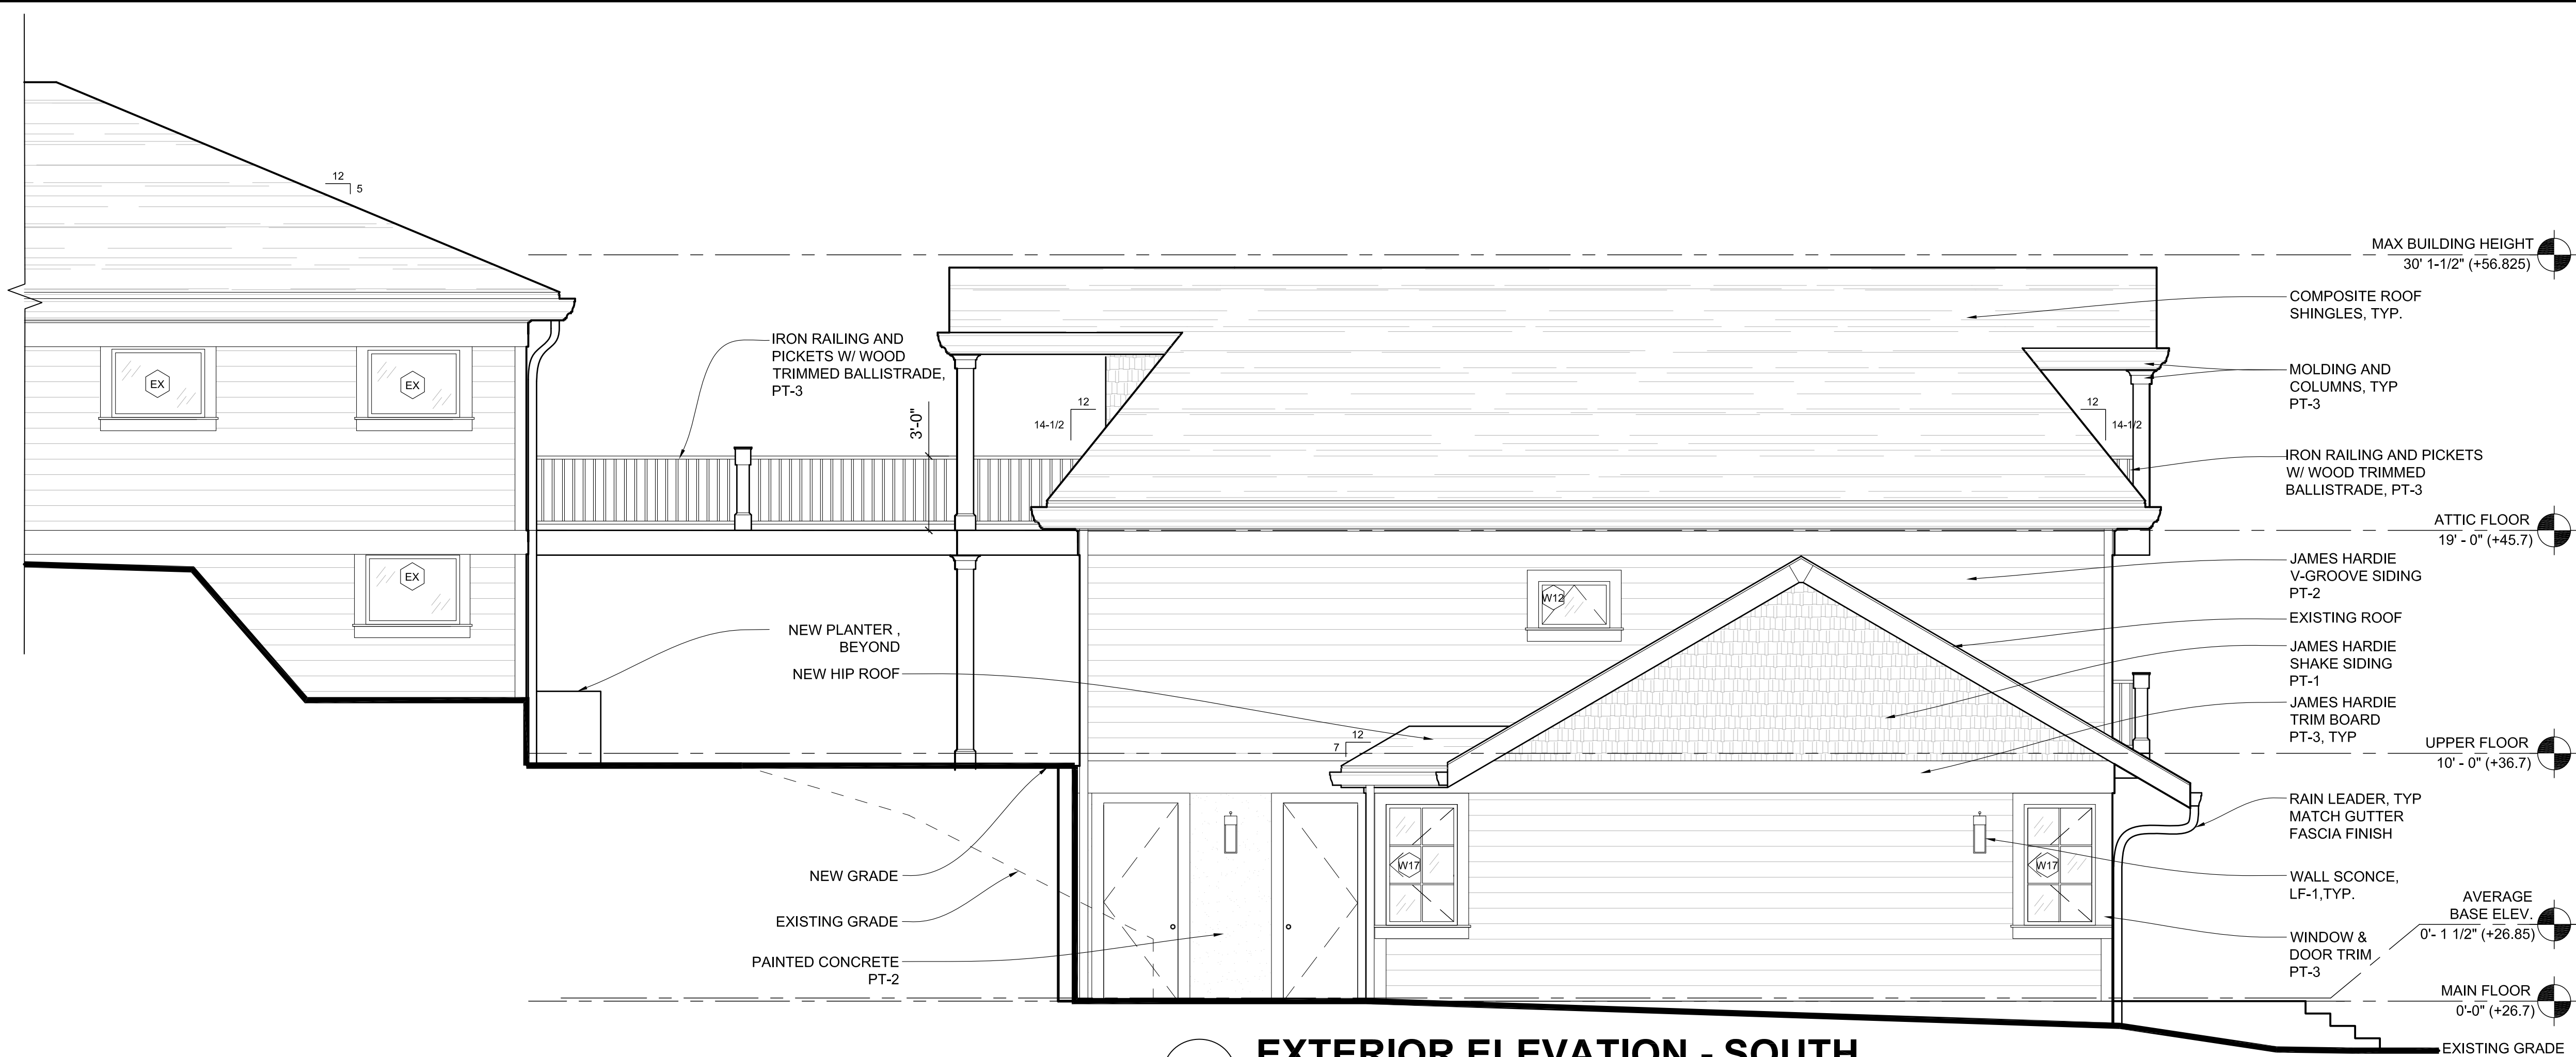 12
5
EX
EX
EX
IRON RAILING AND
PICKETS W/ WOOD
TRIMMED BALLISTRADE,
PT-3
3'-0"
12
14-1/2
12
14-1/2
NEW PLANTER ,
BEYOND
NEW HIP ROOF
12
7
W12
W17
W17
NEW GRADE
EXISTING GRADE
PAINTED CONCRETE
PT-2
MAX BUILDING HEIGHT
30' 1-1/2" (+56.825)
COMPOSITE ROOF
SHINGLES, TYP.
MOLDING AND
COLUMNS, TYP
PT-3
IRON RAILING AND PICKETS
W/ WOOD TRIMMED
BALLISTRADE, PT-3
ATTIC FLOOR
19' - 0" (+45.7)
JAMES HARDIE
V-GROOVE SIDING
PT-2
EXISTING ROOF
JAMES HARDIE
SHAKE SIDING
PT-1
JAMES HARDIE
TRIM BOARD
PT-3, TYP
UPPER FLOOR
10' - 0" (+36.7)
RAIN LEADER, TYP
MATCH GUTTER
FASCIA FINISH
WALL SCONCE,
LF-1,TYP.
AVERAGE
BASE ELEV.
0'- 1 1/2" (+26.85)
WINDOW &
DOOR TRIM
PT-3
MAIN FLOOR
0'-0" (+26.7)
EXISTING GRADE
EXTERIOR ELEVATION - SOUTH